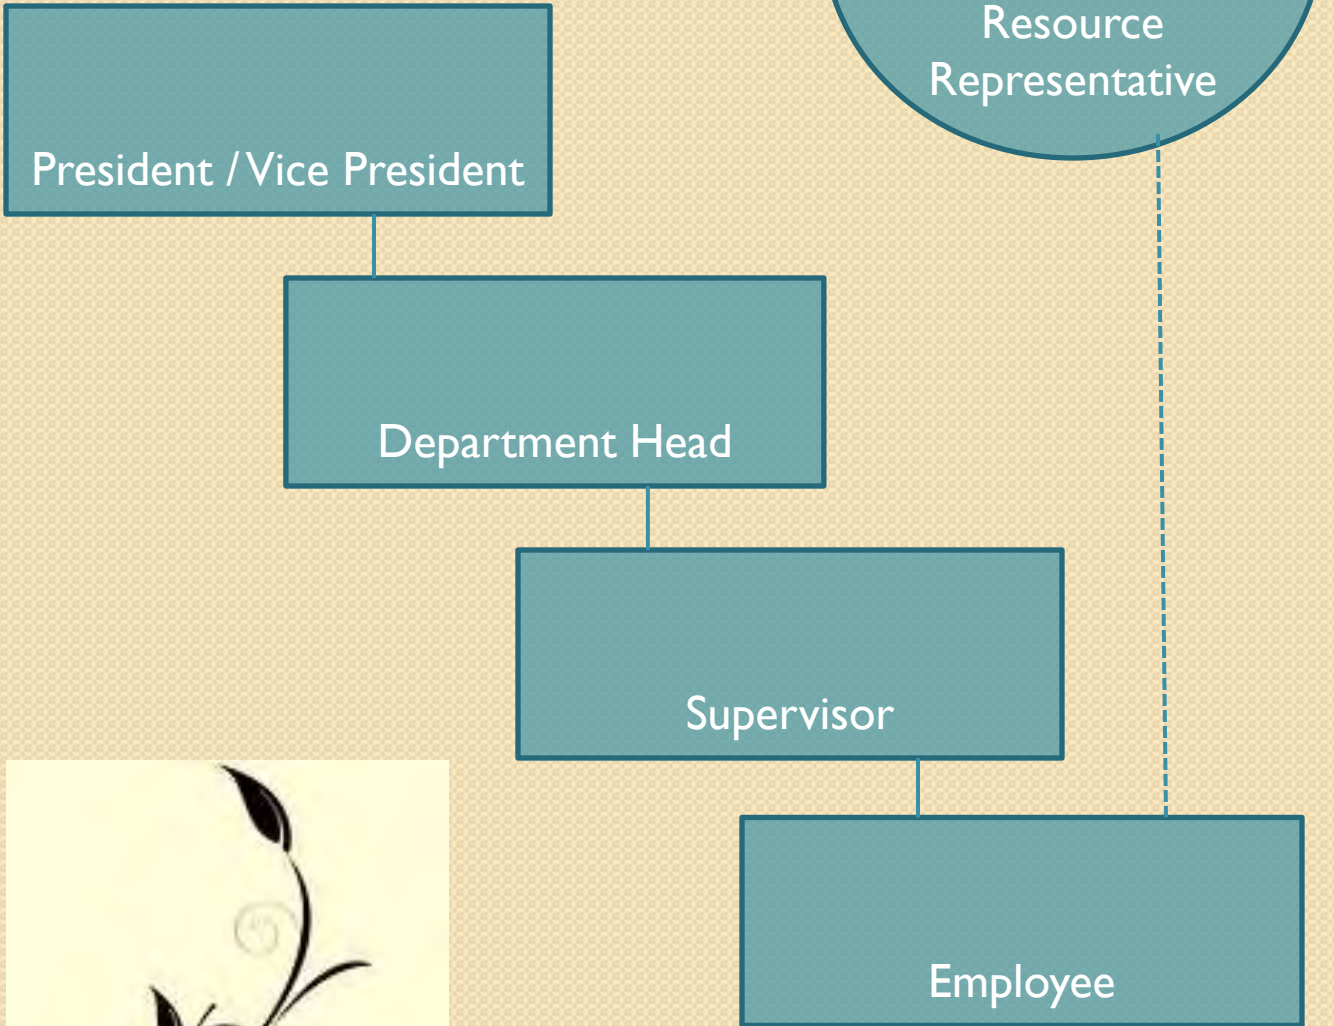 Resource
Representative
President / Vice President
Department Head
Supervisor
Employee